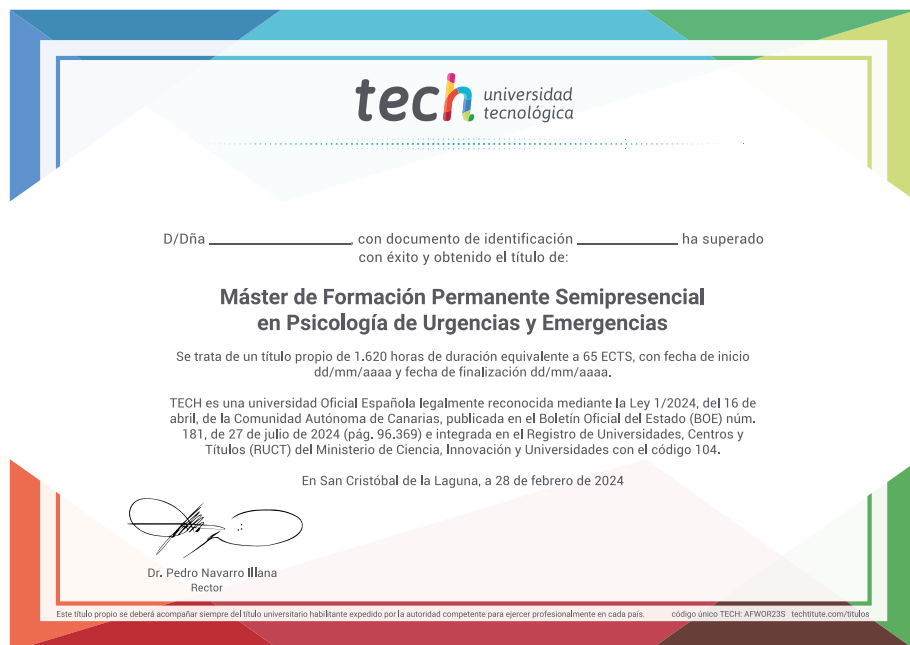 tech universidad
tecnológica
D/Dña ________________, con documento de identificación ____________ ha superado
con éxito y obtenido el título de:
Máster de Formación Permanente Semipresencial
en Psicología de Urgencias y Emergencias
Se trata de un título propio de 1.620 horas de duración equivalente a 65 ECTS, con fecha de inicio
dd/mm/aaaa y fecha de finalización dd/mm/aaaa.
TECH es una universidad Oficial Española legalmente reconocida mediante la Ley 1/2024, del 16 de
abril, de la Comunidad Autónoma de Canarias, publicada en el Boletín Oficial del Estado (BOE) núm.
181, de 27 de julio de 2024 (pág. 96.369) e integrada en el Registro de Universidades, Centros y
Títulos (RUCT) del Ministerio de Ciencia, Innovación y Universidades con el código 104.
En San Cristóbal de la Laguna, a 28 de febrero de 2024
Dr. Pedro Navarro Illana
Rector
Este título propio se deberá acompañar siempre del título universitario habilitante expedido por la autoridad competente para ejercer profesionalmente en cada país. código único TECH: AFWOR23S techtitute.com/titulos